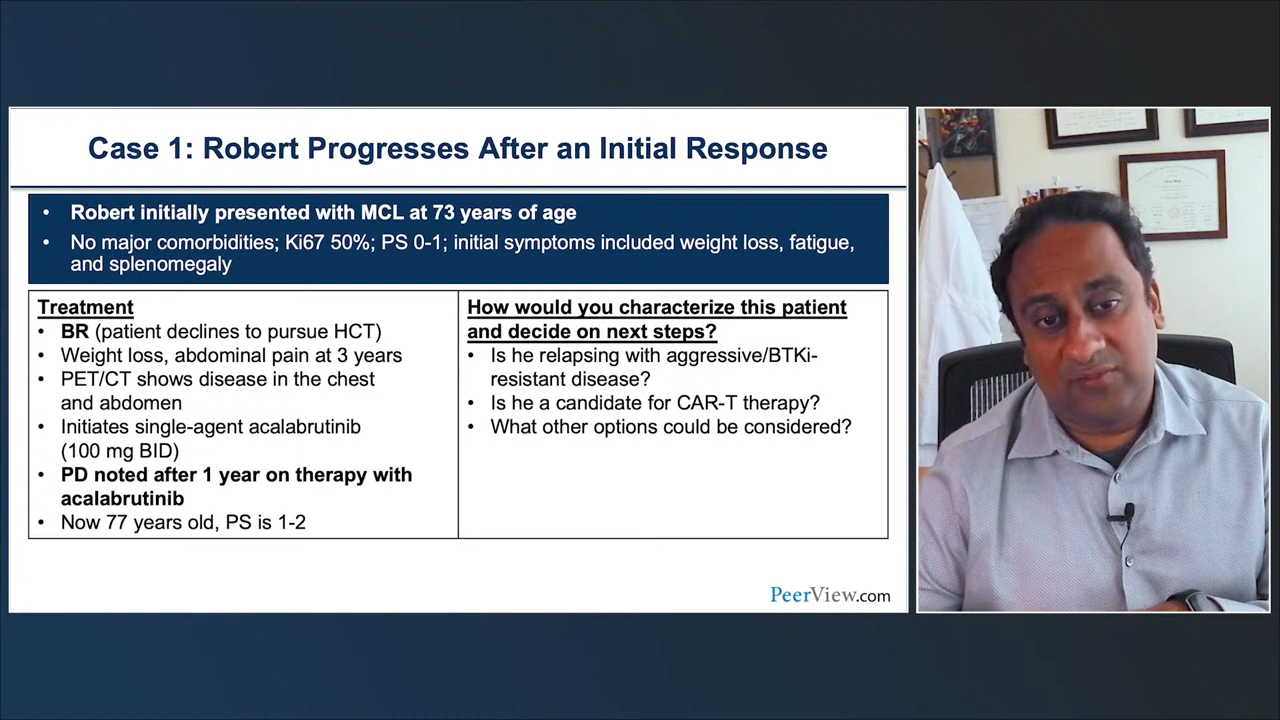 Case 1: Robert Progresses After an Initial Response
• Robert initially presented with MCL at 73 years of age
• No major comorbidities; Ki67 50%; PS 0-1; initial symptoms included weight loss, fatigue,
and splenomegaly
Treatment
• BR (patient declines to pursue HCT)
• Weight loss, abdominal pain at 3 years
• PET/CT shows disease in the chest
and abdomen
• Initiates single-agent acalabrutinib
(100 mg BID)
• PD noted after 1 year on therapy with
acalabrutinib
• Now 77 years old, PS is 1-2
How would you characterize this patient
and decide on next steps?
• Is he relapsing with aggressive/BTKi-
resistant disease?
• Is he a candidate for CAR-T therapy?
• What other options could be considered?
PeerView.com